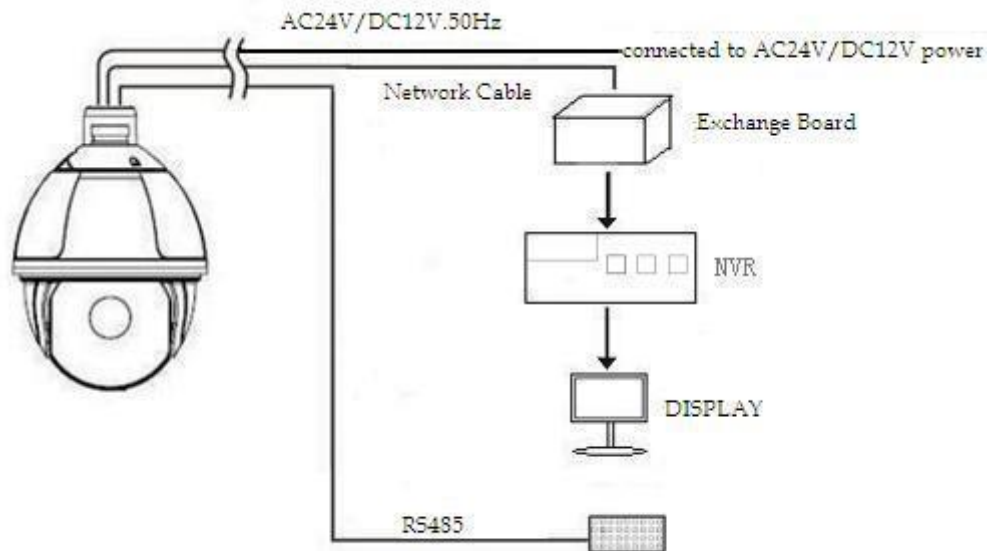 AC24V/DC12V.50Hz
connected to AC24V/DC12V power
Network Cable
Exchange Board
NVR
DISPLAY
RS485